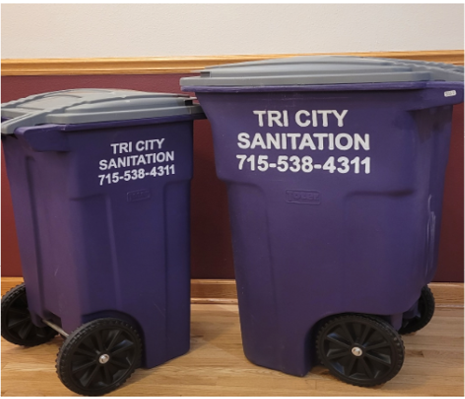 TRI CITY
SANITATION
715-538-4311
TRI CITY
SANITATION
715-538-4311